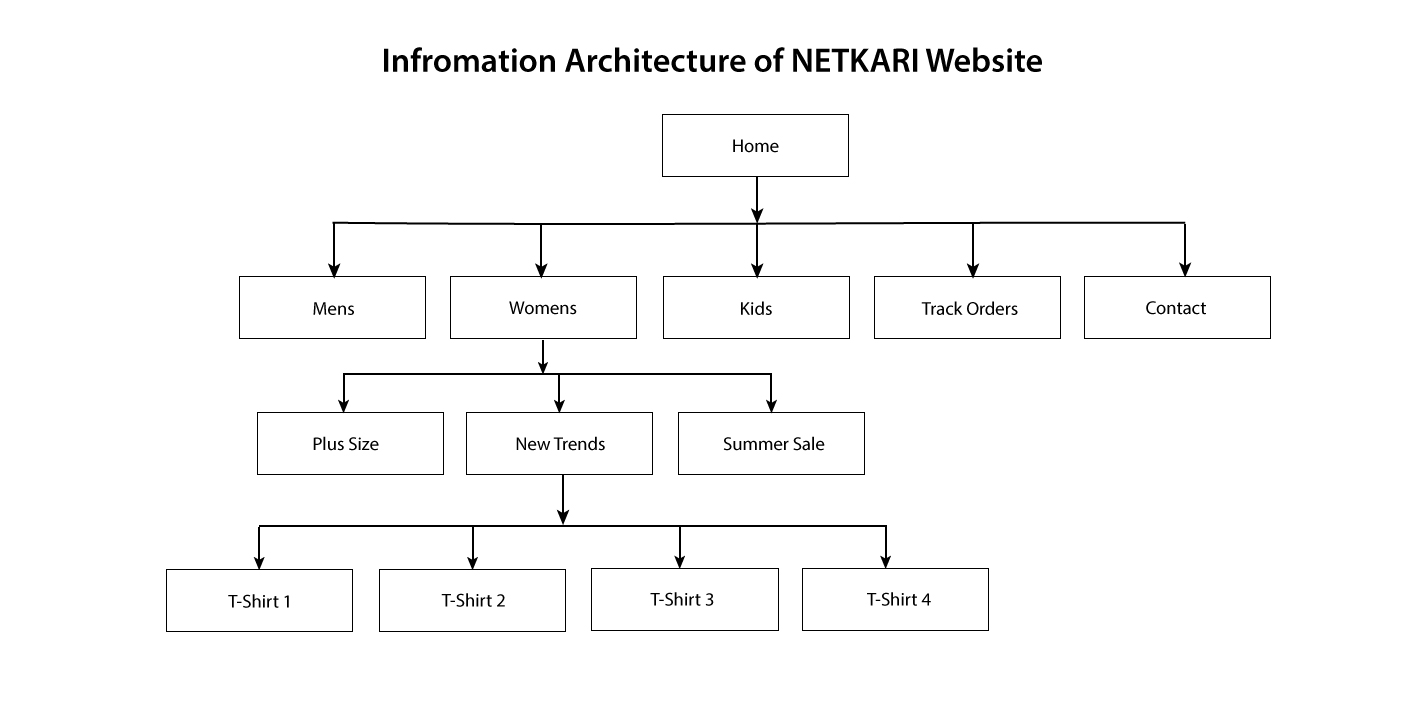 Infromation Architecture of NETKARI Website
Home
Mens
Womens
Kids
Track Orders
Contact
Plus Size
New Trends
Summer Sale
T-Shirt 1
T-Shirt 2
T-Shirt 3
T-Shirt 4